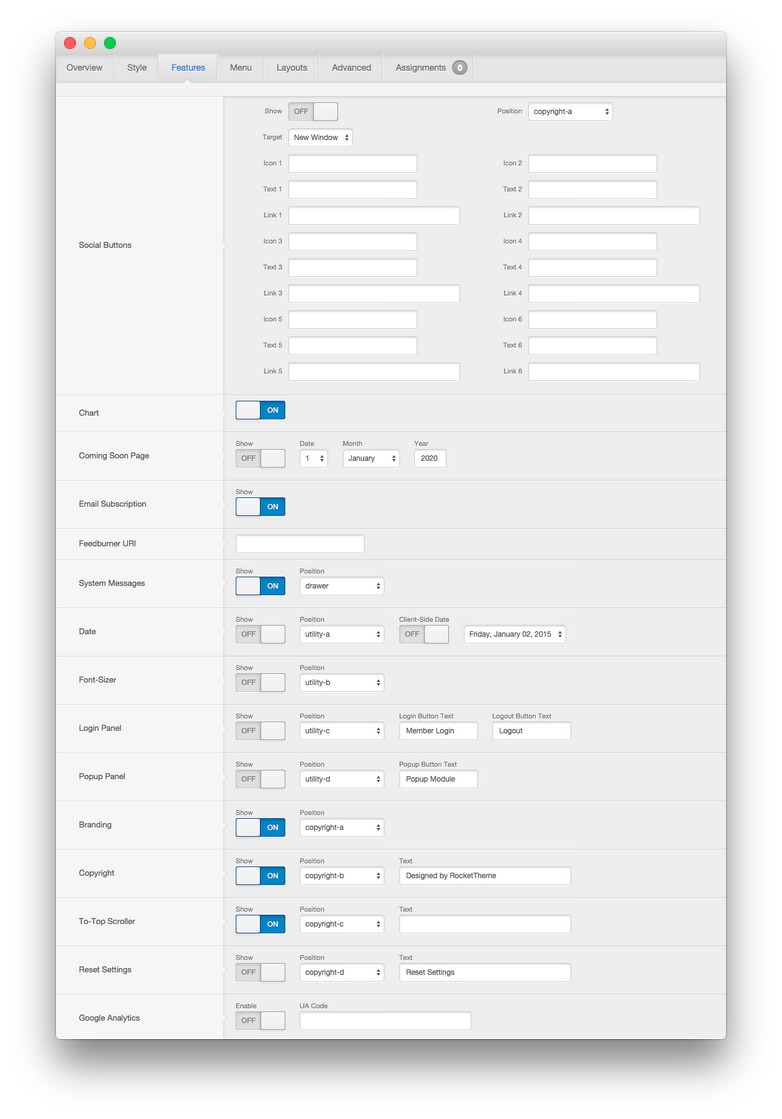 Overview Style Features Menu Layouts Advanced Assignments 0
Show OFF Position copyright-a
Target New Window
Icon 1 Icon 2
Text 1 Text 2
Link 1 Link 2
Social Buttons
Icon 3 Icon 4
Text 3 Text 4
Link 3 Link 4
Icon 5 Icon 6
Text 5 Text 6
Link 5 Link 6
Chart ON
Show Date Month Year
Coming Soon Page OFF 1 January 2020
Show
Email Subscription ON
Feedburner URI
Show Position
System Messages ON drawer
Show Position Client-Side Date
Date OFF utility-a OFF Friday, January 02, 2015
Show Position
Font-Sizer OFF utility-b
Show Position Login Button Text Logout Button Text
Login Panel OFF utility-c Member Login Logout
Show Position Popup Button Text
Popup Panel OFF utility-d Popup Module
Show Position
Branding ON copyright-a
Show Position Text
Copyright ON copyright-b Designed by RocketTheme
Show Position Text
To-Top Scroller ON copyright-c
Show Position Text
Reset Settings OFF copyright-d Reset Settings
Enable UA Code
Google Analytics OFF